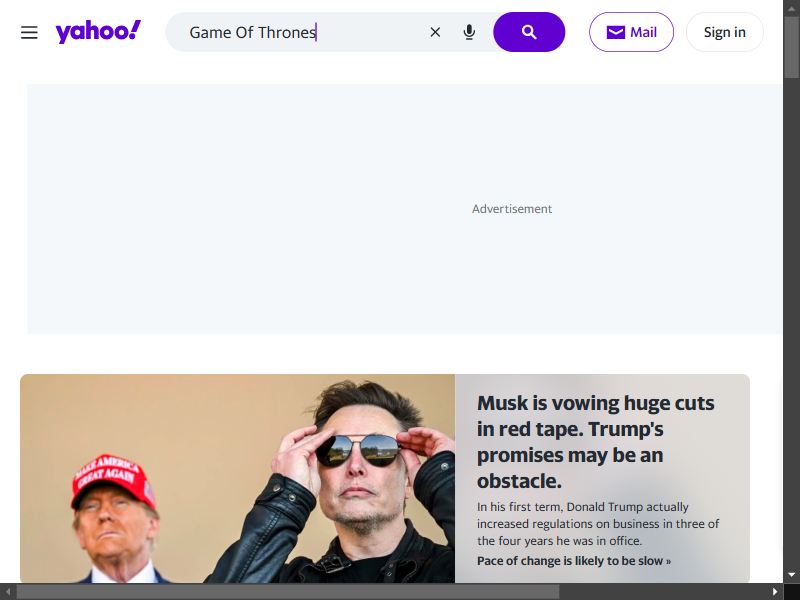 yahoo!
Game Of Thrones
Mail
Sign in
Advertisement
MAKE AMERICA
GREAT AGAIN
Musk is vowing huge cuts
in red tape. Trump's
promises may be an
obstacle.
In his first term, Donald Trump actually
increased regulations on business in three of
the four years he was in office.
Pace of change is likely to be slow »